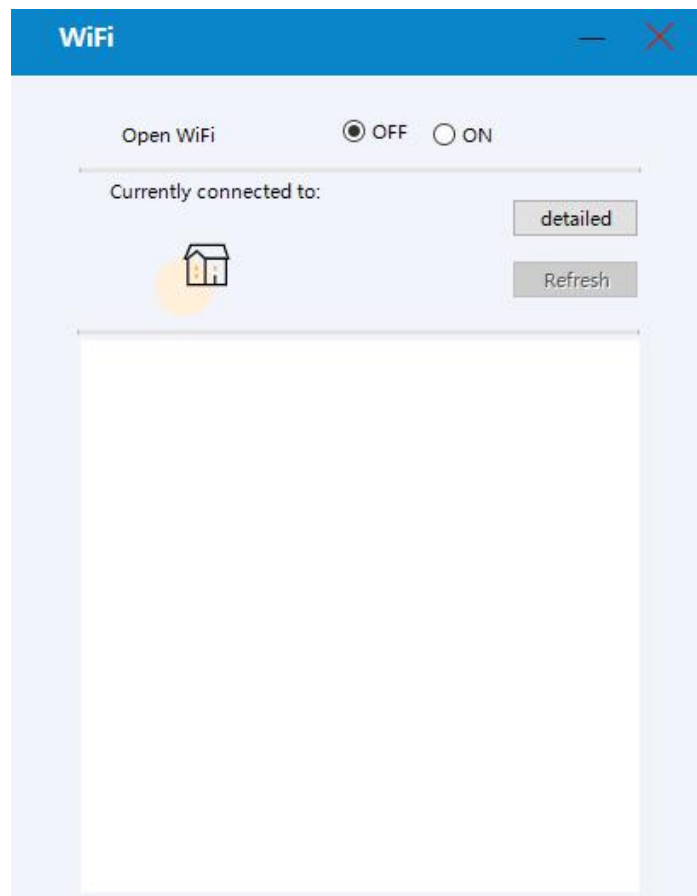 WiFi
Open WiFi OFF ON
Currently connected to:
detailed
Refresh